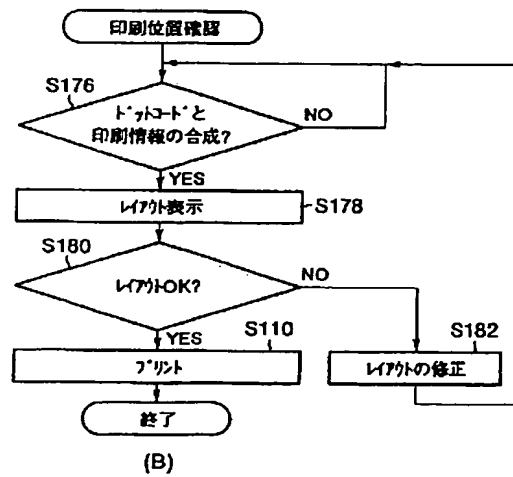 印刷位置確認
S176
ﾄﾞｯﾄｺｰﾄﾞと
印刷情報の合成?
NO
YES
ﾚｲｱｳﾄ表示
S178
S180
ﾚｲｱｳﾄOK?
NO
YES
S110
ﾌﾟﾘﾝﾄ
S182
ﾚｲｱｳﾄの修正
終了
(B)